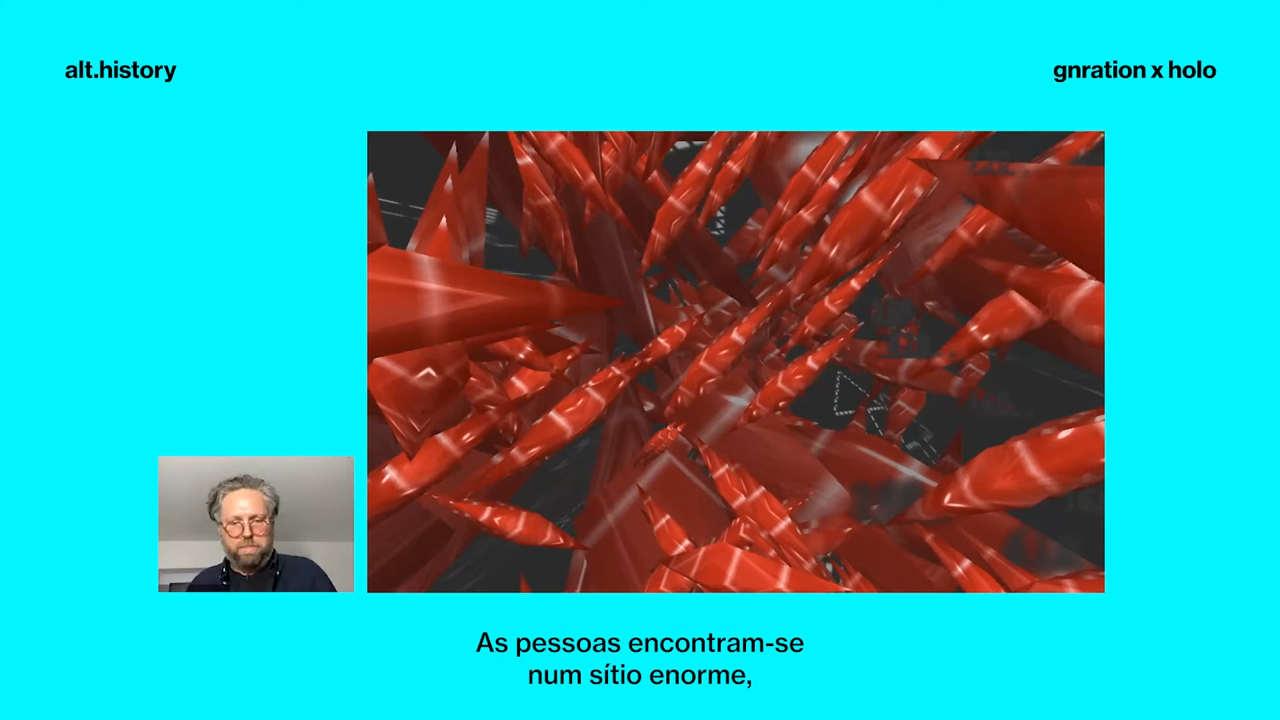 alt.history
gnration x holo
As pessoas encontram-se
num sítio enorme,